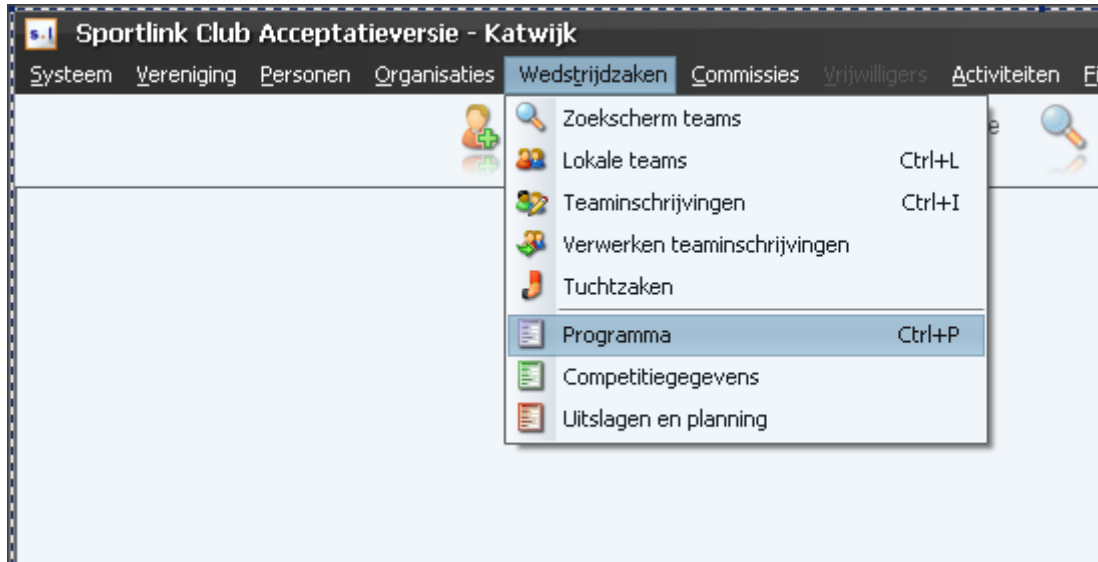 s.l Sportlink Club Acceptatieversie - Katwijk
Systeem Vereniging Personen Organisaties Wedstrijdzaken Commissies Vrijwilligers Activiteiten
Zoekscherm teams
Lokale teams Ctrl+L
Teaminschrijvingen Ctrl+I
Verwerken teaminschrijvingen
Tuchtzaken
Programma Ctrl+P
Competitiegegevens
Uitslagen en planning